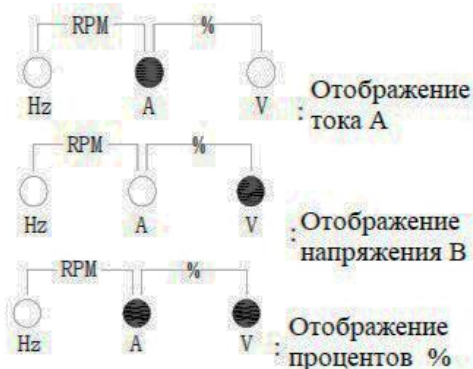 RPM %
Hz A V : Отображение
тока А
RPM %
Hz A V : Отображение
напряжения В
RPM %
Hz A V : Отображение
процентов %